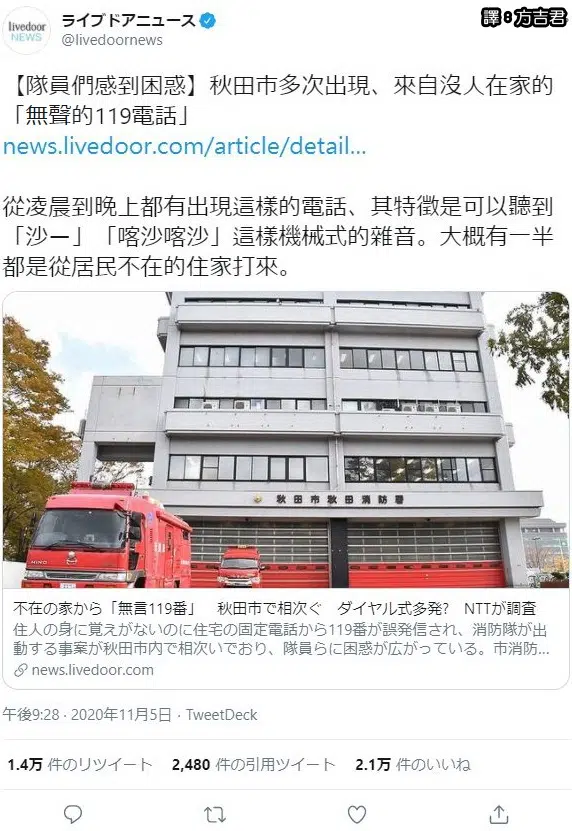 譯8方吉君
livedoor
NEWS
ライブドアニュース
@livedoornews
【隊員們感到困惑】秋田市多次出現、來自沒人在家的
「無聲的119電話」
news.livedoor.com/article/detail...
從凌晨到晚上都有出現這樣的電話、其特徵是可以聽到
「沙ー」「喀沙喀沙」這樣機械式的雜音。大概有一半
都是從居民不在的住家打來。
秋田市秋田消防署
HINO
不在の家から「無言119番」 秋田市で相次ぐ ダイヤル式多発? NTTが調査
住人の身に覚えがないのに住宅の固定電話から119番が誤発信され、消防隊が出
動する事案が秋田市内で相次いでおり、隊員らに困惑が広がっている。市消防...
news.livedoor.com
午後9:28 · 2020年11月5日 · TweetDeck
1.4万 件のリツイート 2,480 件の引用ツイート 2.1万 件のいいね